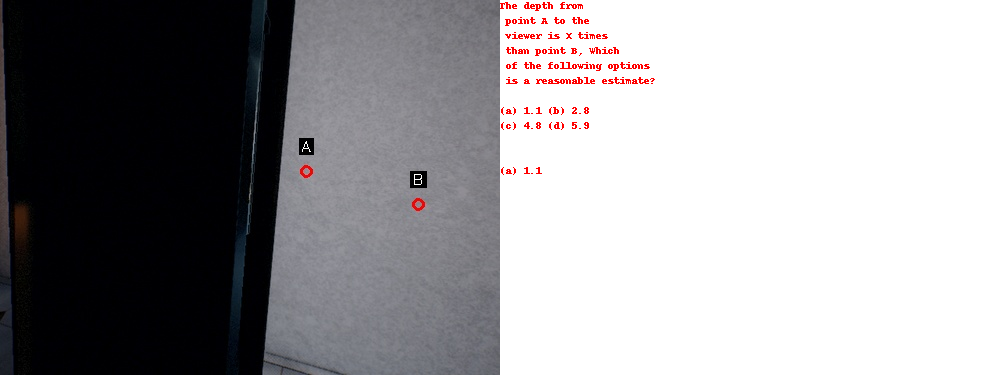 A
B
The depth from
point A to the
viewer is X times
than point B, Which
of the following options
is a reasonable estimate?
(a) 1.1 (b) 2.8
(c) 4.8 (d) 5.9
(a) 1.1